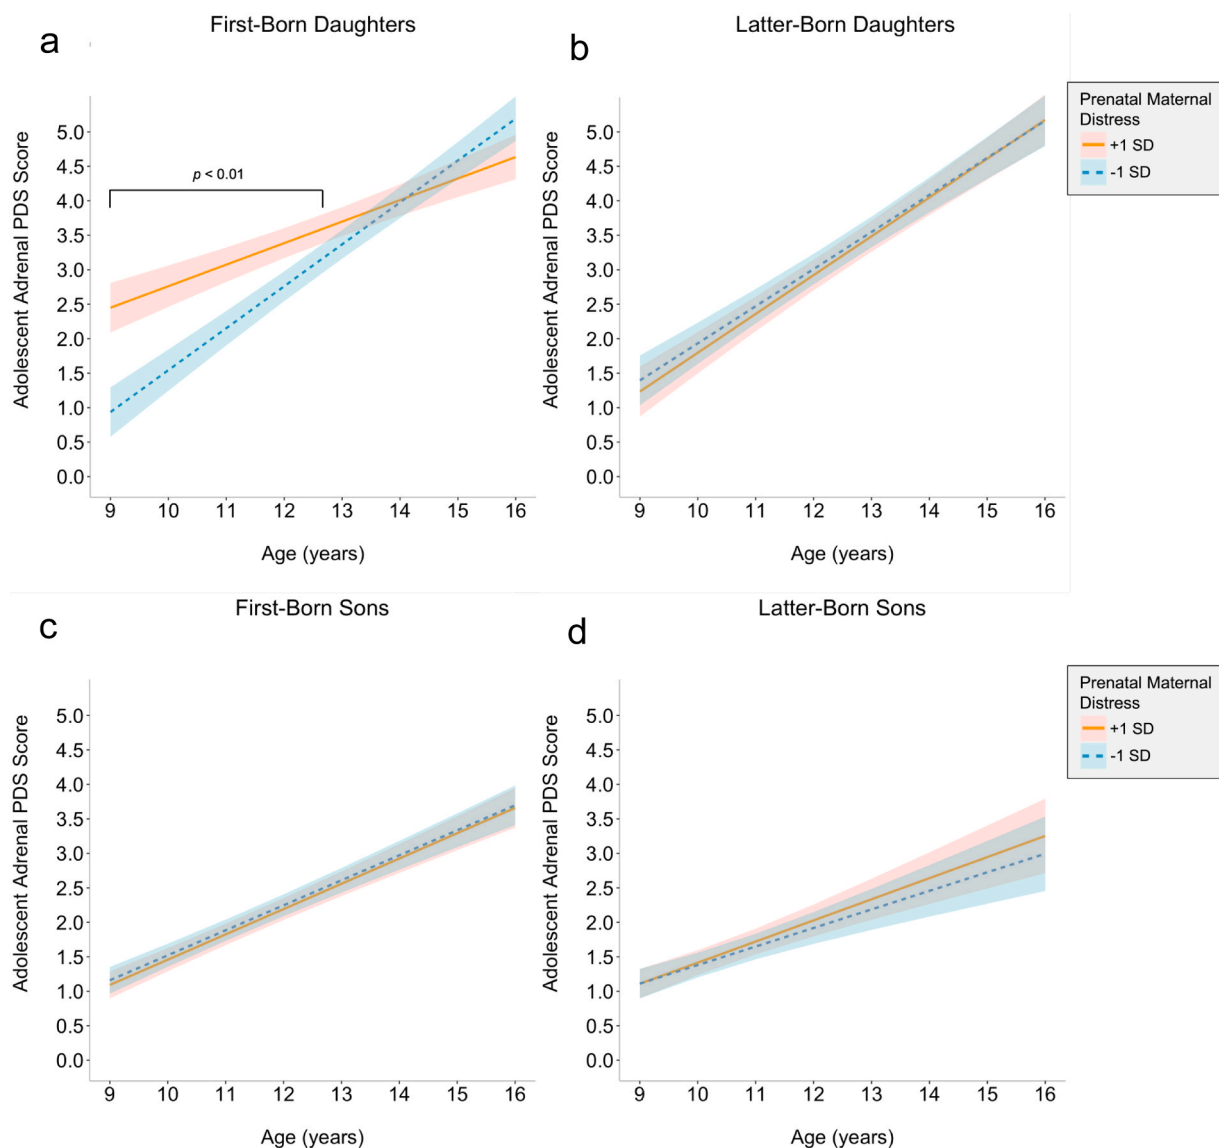 First-Born Daughters
Latter-Born Daughters
a
b
Prenatal Maternal
Distress
+1 SD
-1 SD
Adolescent Adrenal PDS Score
5.0
4.5
4.0
3.5
3.0
2.5
2.0
1.5
1.0
0.5
0.0
p < 0.01
9 10 11 12 13 14 15 16
Age (years)
Adolescent Adrenal PDS Score
5.0
4.5
4.0
3.5
3.0
2.5
2.0
1.5
1.0
0.5
0.0
9 10 11 12 13 14 15 16
Age (years)
First-Born Sons
Latter-Born Sons
c
d
Prenatal Maternal
Distress
+1 SD
-1 SD
Adolescent Adrenal PDS Score
5.0
4.5
4.0
3.5
3.0
2.5
2.0
1.5
1.0
0.5
0.0
9 10 11 12 13 14 15 16
Age (years)
Adolescent Adrenal PDS Score
5.0
4.5
4.0
3.5
3.0
2.5
2.0
1.5
1.0
0.5
0.0
9 10 11 12 13 14 15 16
Age (years)